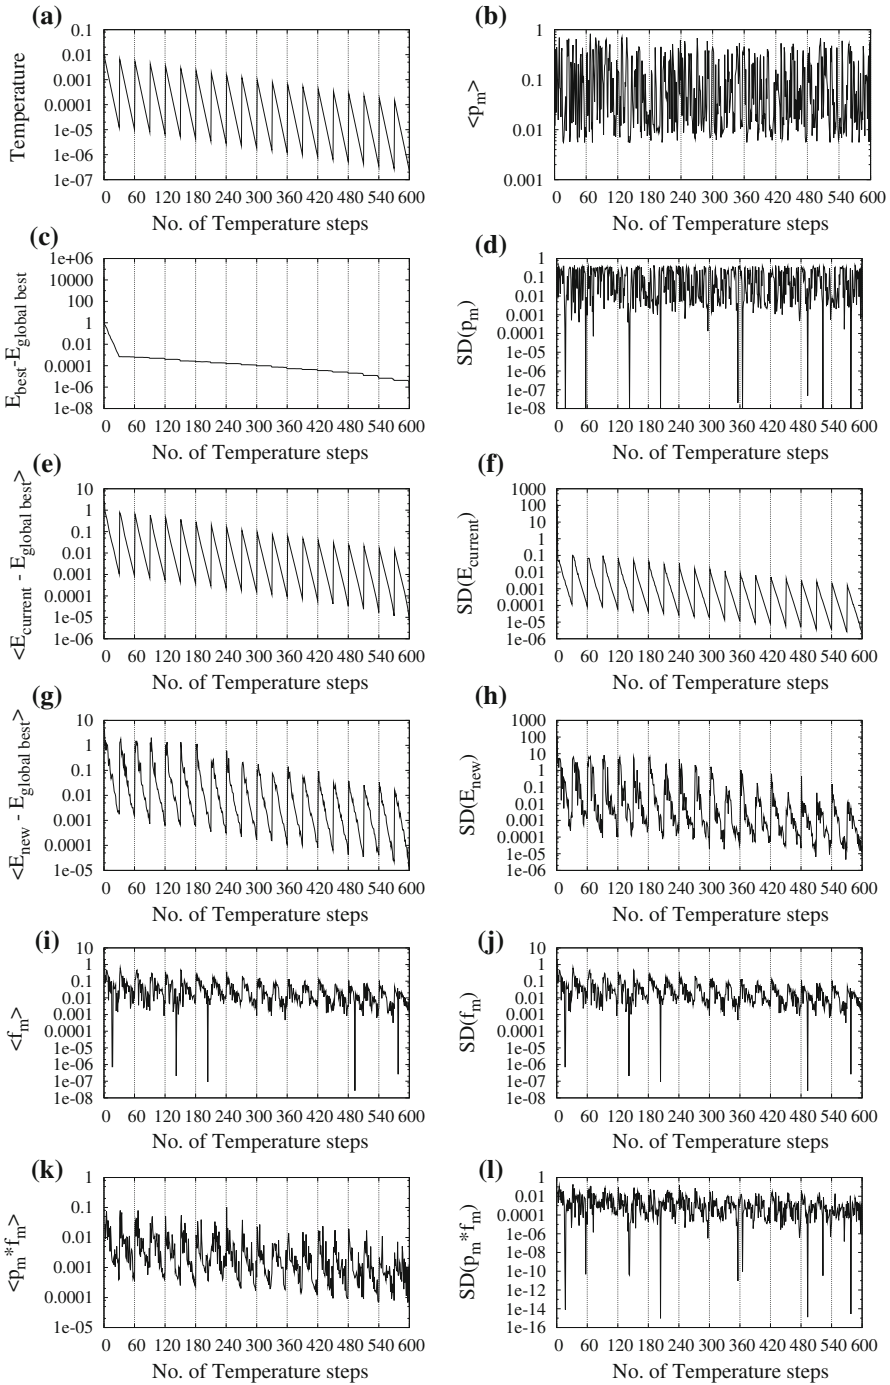 (a)
Temperature
0.1
0.01
0.001
0.0001
1e-05
1e-06
1e-07
0 60 120 180 240 300 360 420 480 540 600
No. of Temperature steps
(b)
<p_m>
1
0.1
0.01
0.001
0 60 120 180 240 300 360 420 480 540 600
No. of Temperature steps
(c)
E_best-E_global best
1e+06
10000
100
1
0.01
0.0001
1e-06
1e-08
0 60 120 180 240 300 360 420 480 540 600
No. of Temperature steps
(d)
SD(p_m)
1
0.1
0.01
0.001
0.0001
1e-05
1e-06
1e-07
1e-08
0 60 120 180 240 300 360 420 480 540 600
No. of Temperature steps
(e)
<E_current - E_global best>
10
1
0.1
0.01
0.001
0.0001
1e-05
1e-06
0 60 120 180 240 300 360 420 480 540 600
No. of Temperature steps
(f)
SD(E_current)
1000
100
10
1
0.1
0.01
0.001
0.0001
1e-05
1e-06
0 60 120 180 240 300 360 420 480 540 600
No. of Temperature steps
(g)
<E_new - E_global best>
10
1
0.1
0.01
0.001
0.0001
1e-05
0 60 120 180 240 300 360 420 480 540 600
No. of Temperature steps
(h)
SD(E_new)
1000
100
10
1
0.1
0.01
0.001
0.0001
1e-05
1e-06
0 60 120 180 240 300 360 420 480 540 600
No. of Temperature steps
(i)
<f_m>
10
1
0.1
0.01
0.001
0.0001
1e-05
1e-06
1e-07
1e-08
0 60 120 180 240 300 360 420 480 540 600
No. of Temperature steps
(j)
SD(f_m)
10
1
0.1
0.01
0.001
0.0001
1e-05
1e-06
1e-07
1e-08
0 60 120 180 240 300 360 420 480 540 600
No. of Temperature steps
(k)
<p_m*f_m>
1
0.1
0.01
0.001
0.0001
1e-05
0 60 120 180 240 300 360 420 480 540 600
No. of Temperature steps
(l)
SD(p_m*f_m)
1
0.01
0.0001
1e-06
1e-08
1e-10
1e-12
1e-14
1e-16
0 60 120 180 240 300 360 420 480 540 600
No. of Temperature steps